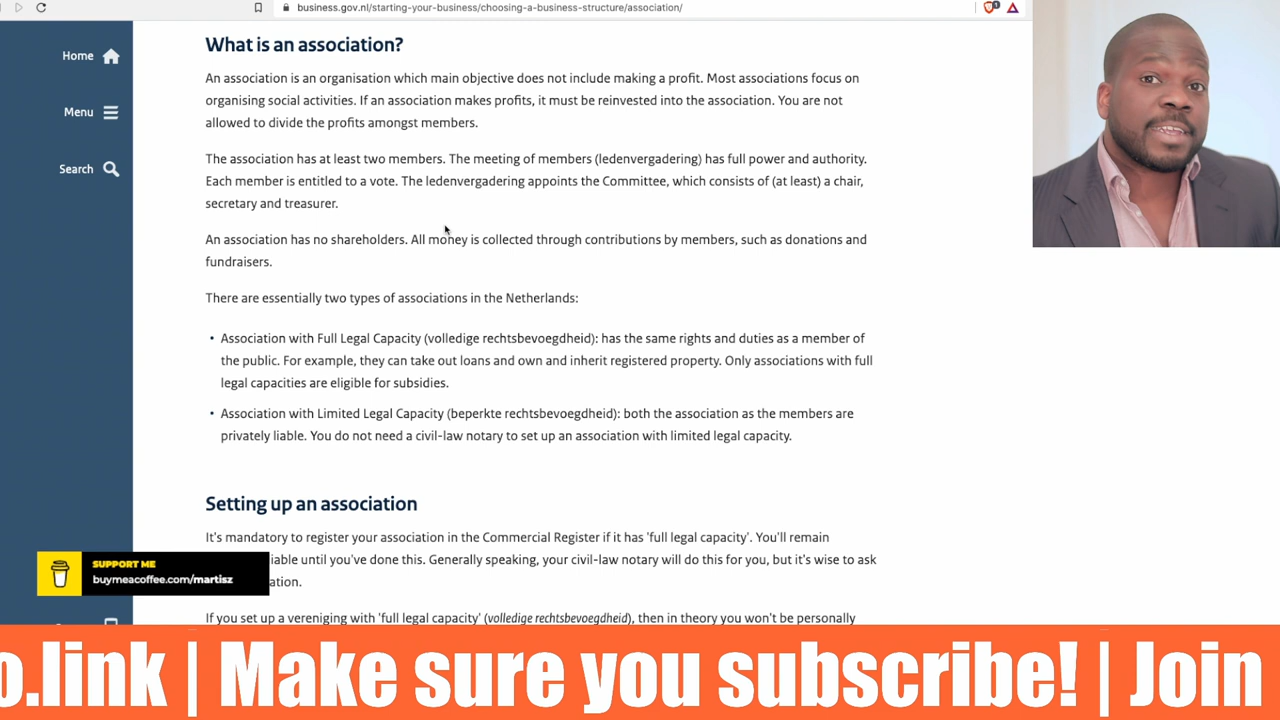 business.gov.nl/starting-your-business/choosing-a-business-structure/association/
Home
Menu
Search
What is an association?
An association is an organisation which main objective does not include making a profit. Most associations focus on
organising social activities. If an association makes profits, it must be reinvested into the association. You are not
allowed to divide the profits amongst members.
The association has at least two members. The meeting of members (ledenvergadering) has full power and authority.
Each member is entitled to a vote. The ledenvergadering appoints the Committee, which consists of (at least) a chair,
secretary and treasurer.
An association has no shareholders. All money is collected through contributions by members, such as donations and
fundraisers.
There are essentially two types of associations in the Netherlands:
• Association with Full Legal Capacity (volledige rechtsbevoegdheid): has the same rights and duties as a member of
the public. For example, they can take out loans and own and inherit registered property. Only associations with full
legal capacities are eligible for subsidies.
• Association with Limited Legal Capacity (beperkte rechtsbevoegdheid): both the association as the members are
privately liable. You do not need a civil-law notary to set up an association with limited legal capacity.
Setting up an association
It's mandatory to register your association in the Commercial Register if it has 'full legal capacity'. You'll remain
iable until you've done this. Generally speaking, your civil-law notary will do this for you, but it's wise to ask
ation.
If you set up a vereniging with 'full legal capacity' (volledige rechtsbevoegdheid), then in theory you won't be personally
SUPPORT ME
buymeacoffee.com/martisz
o.link | Make sure you subscribe! | Join